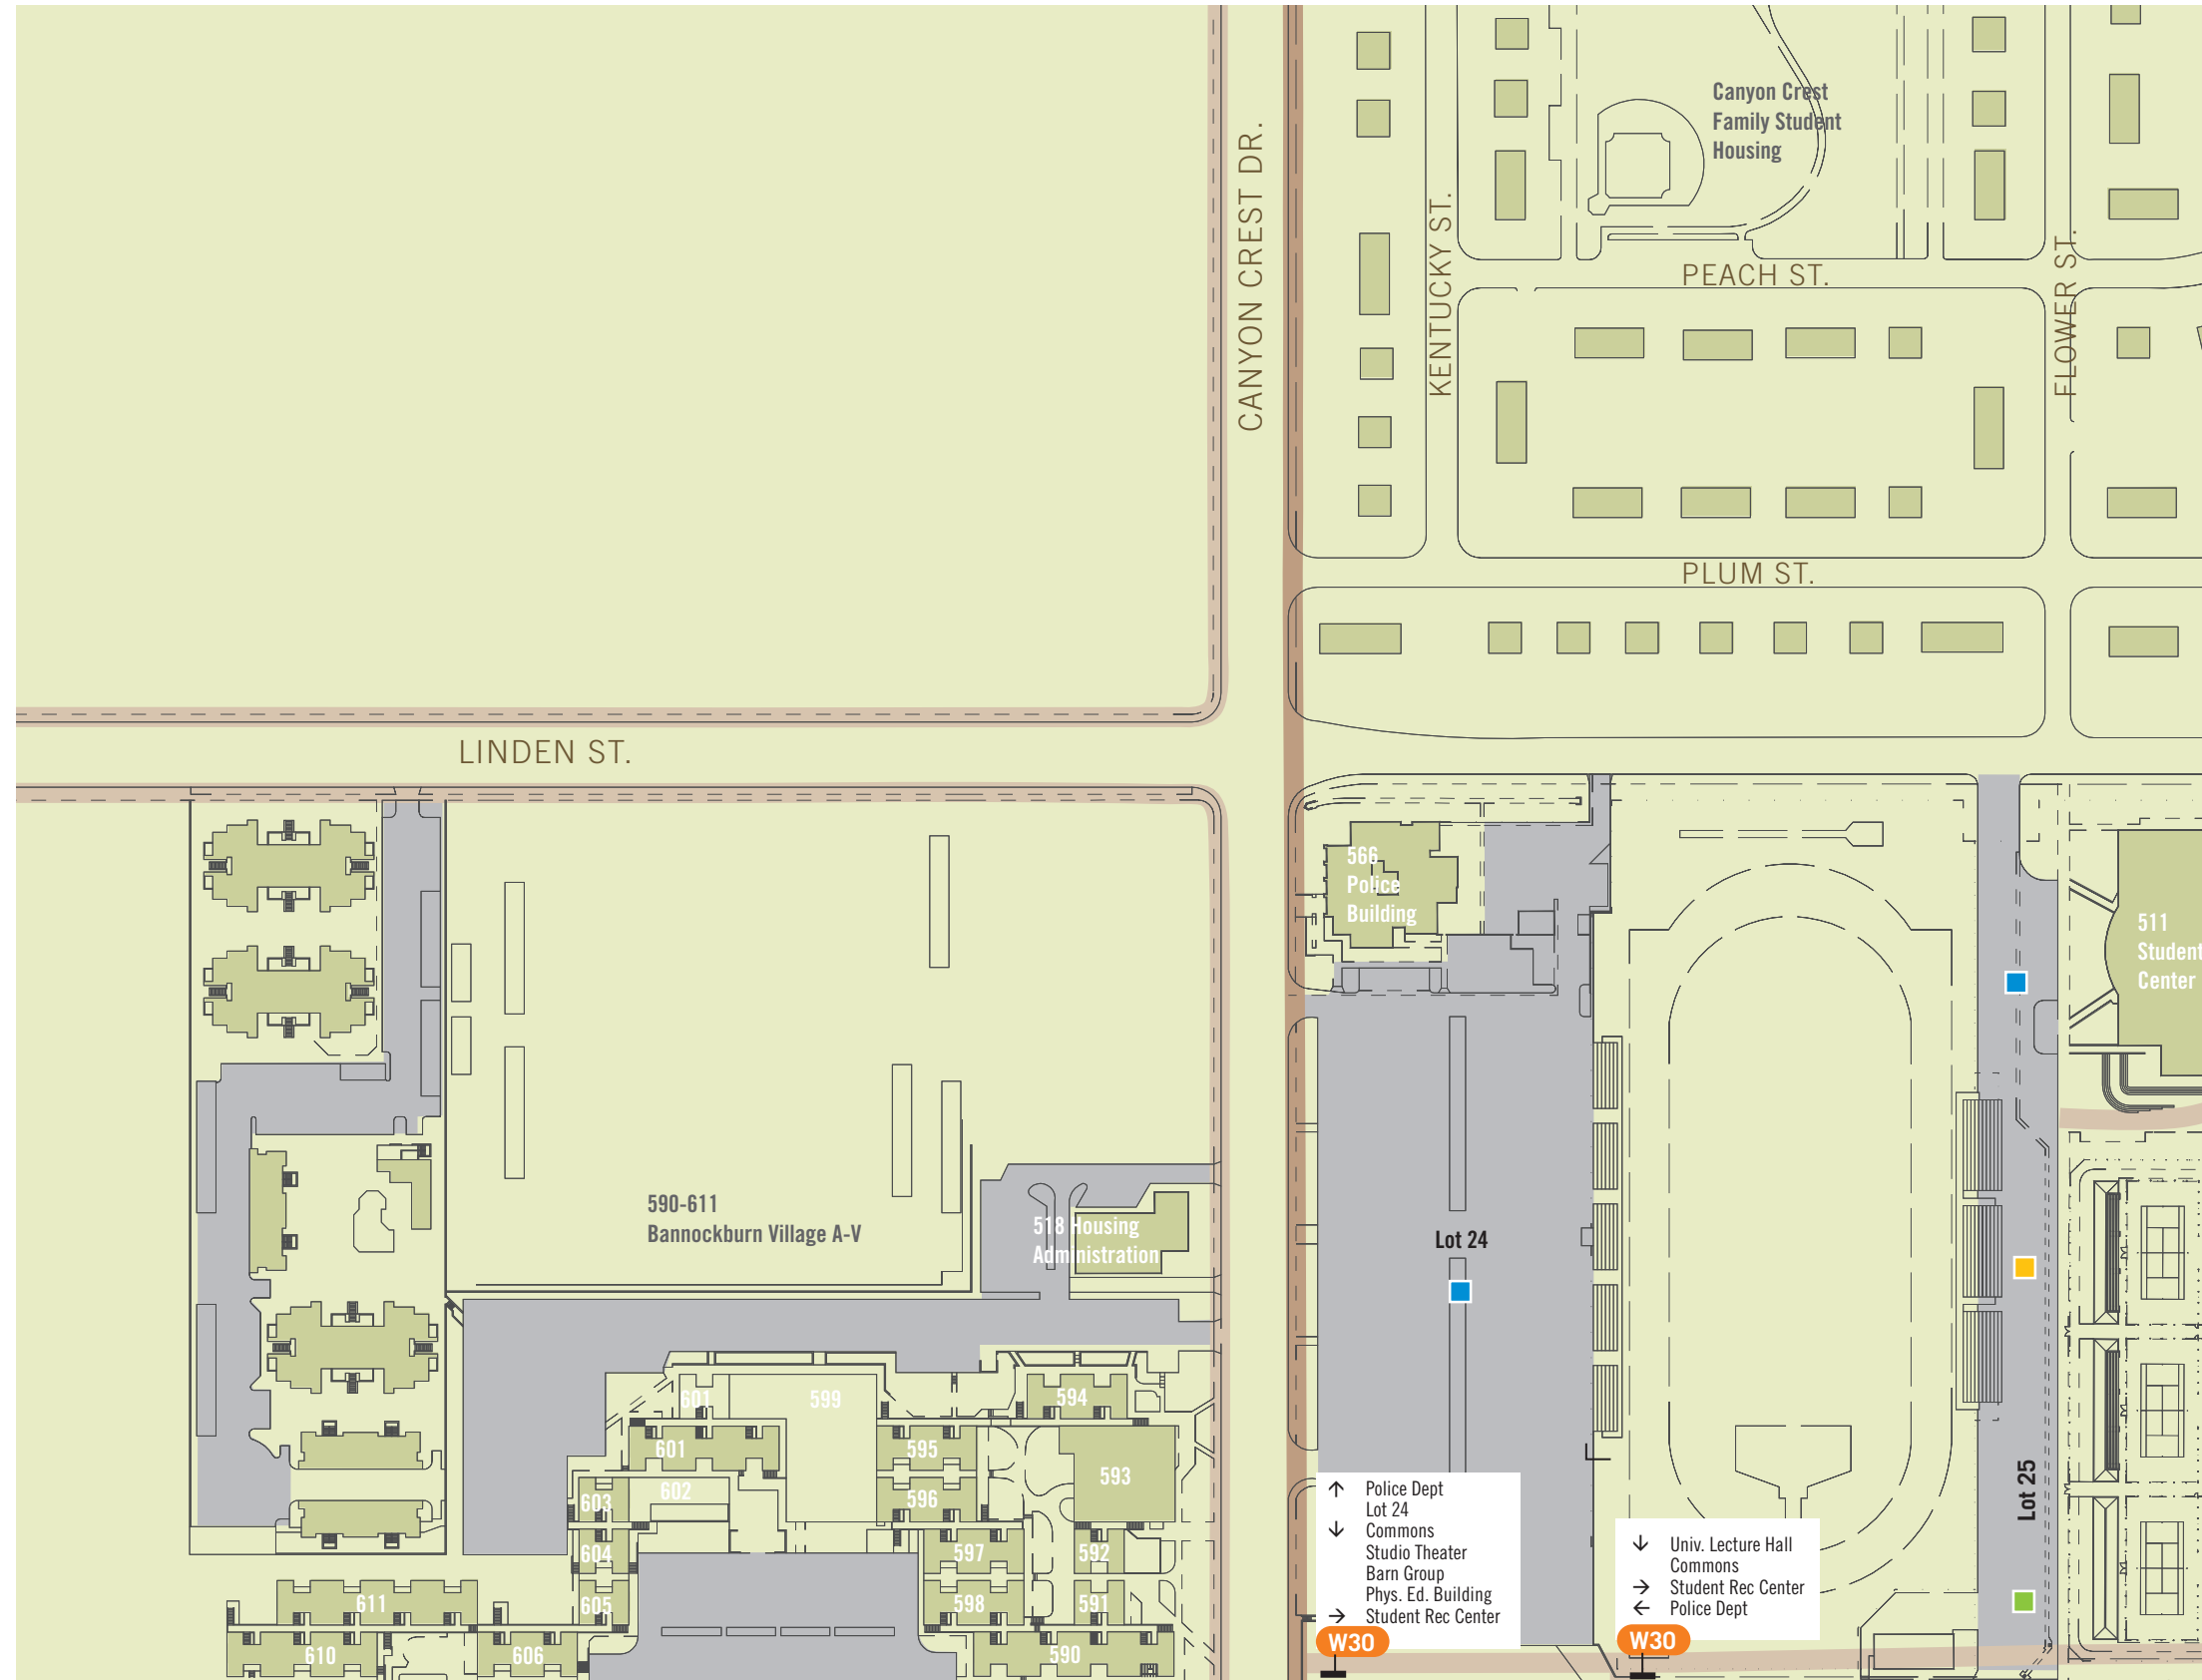 Canyon Crest
Family Student
Housing
CANYON CREST DR.
KENTUCKY ST.
PEACH ST.
FLOWER ST.
PLUM ST.
LINDEN ST.
566
Police
Building
511
Student
Center
590-611
Bannockburn Village A-V
518 Housing
Administration
Lot 24
601
599
594
601
595
593
602
603
596
604
597
592
611
605
598
591
610
606
590
Lot 25
↑ Police Dept
Lot 24
↓ Commons
Studio Theater
Barn Group
Phys. Ed. Building
→ Student Rec Center
W30
↓ Univ. Lecture Hall
Commons
→ Student Rec Center
← Police Dept
W30